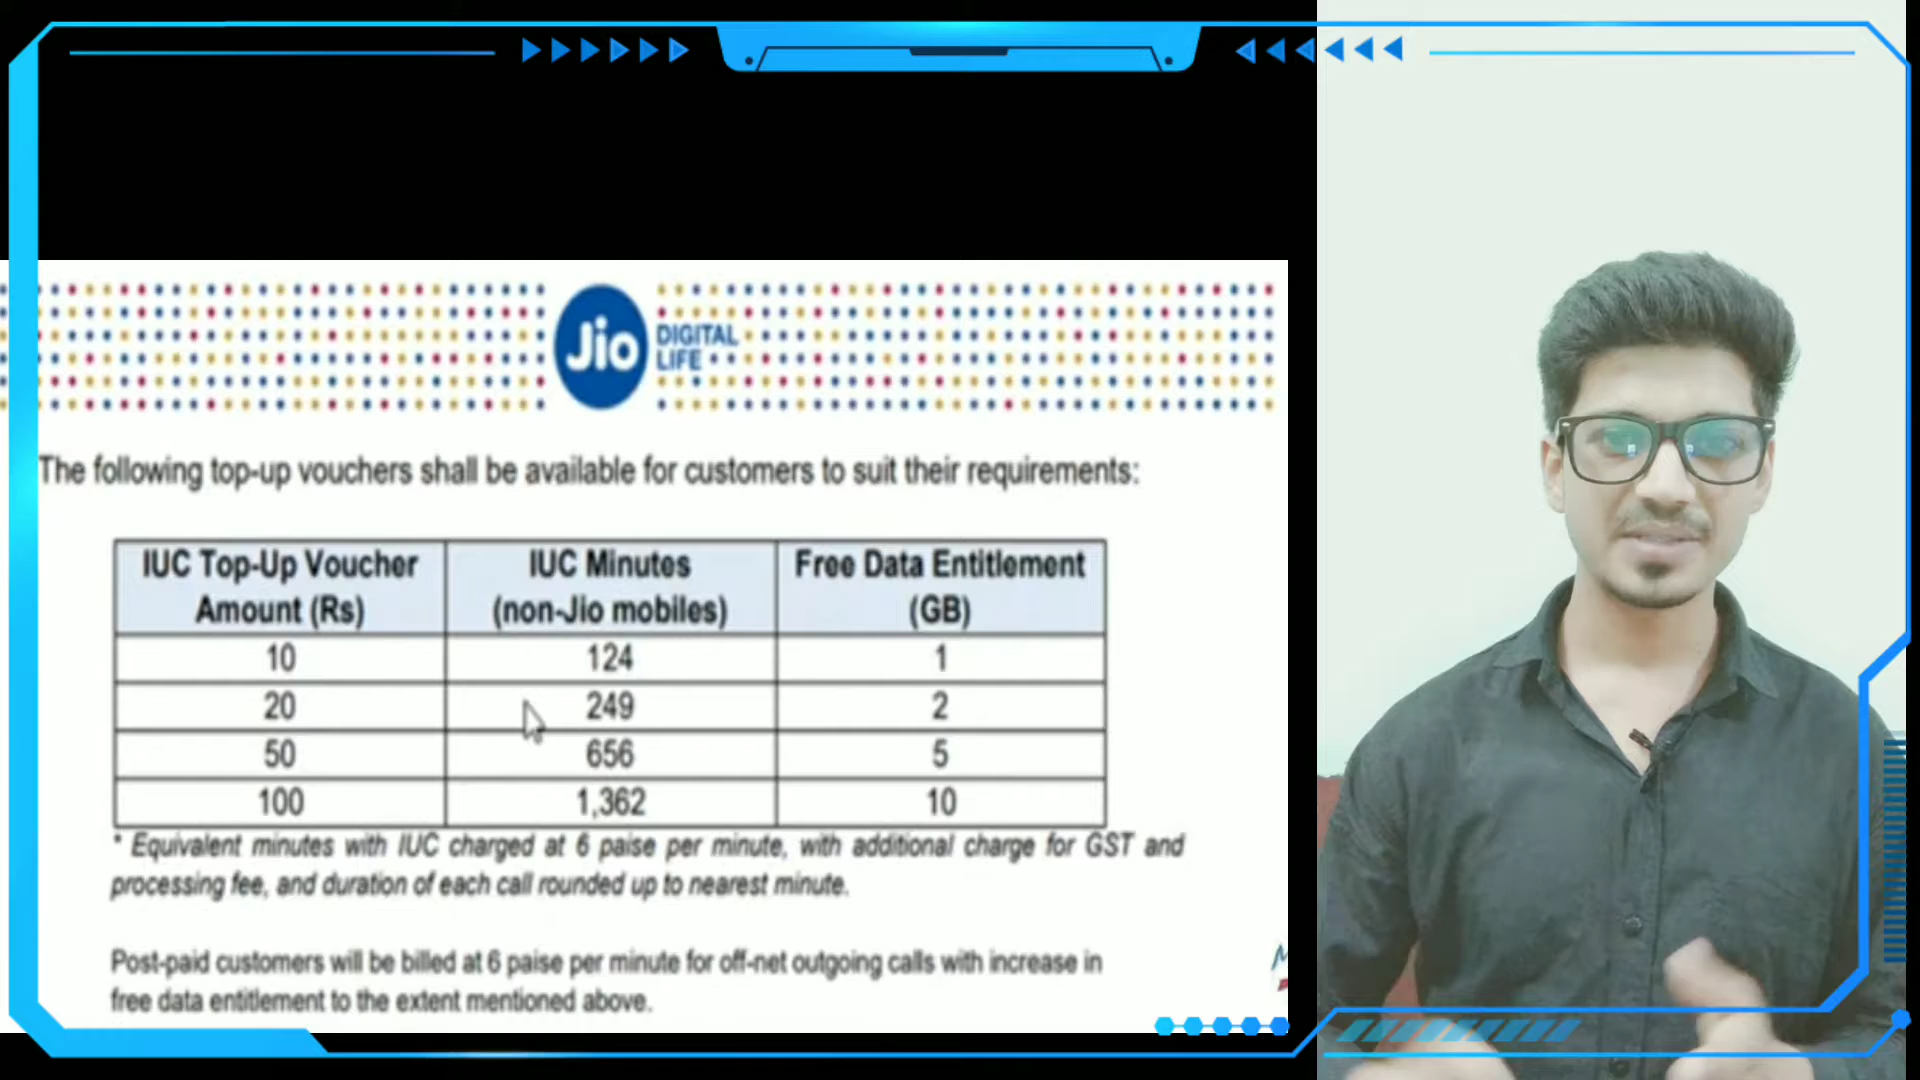 Jio
DIGITAL
LIFE
The following top-up vouchers shall be available for customers to suit their requirements:
IUC Top-Up Voucher Amount (Rs) IUC Minutes (non-Jio mobiles) Free Data Entitlement (GB)
10 124 1
20 249 2
50 656 5
100 1,362 10
* Equivalent minutes with IUC charged at 6 paise per minute, with additional charge for GST and
processing fee, and duration of each call rounded up to nearest minute.
Post-paid customers will be billed at 6 paise per minute for off-net outgoing calls with increase in
free data entitlement to the extent mentioned above.